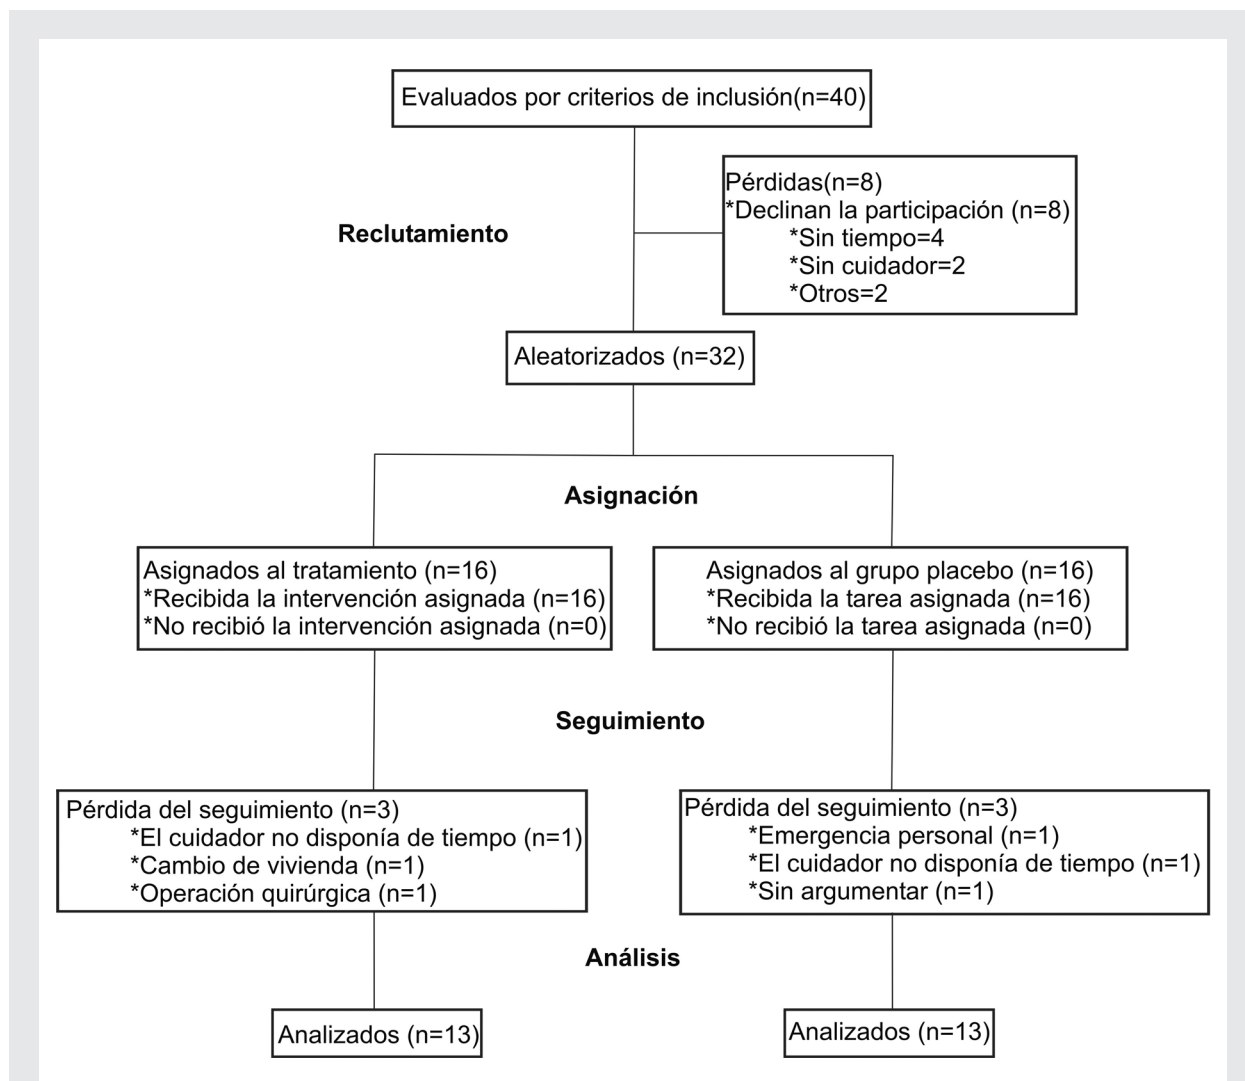 Evaluados por criterios de inclusión(n=40)
Pérdidas(n=8)
*Declinan la participación (n=8)
*Sin tiempo=4
*Sin cuidador=2
*Otros=2
Reclutamiento
Aleatorizados (n=32)
Asignación
Asignados al tratamiento (n=16)
*Recibida la intervención asignada (n=16)
*No recibió la intervención asignada (n=0)
Asignados al grupo placebo (n=16)
*Recibida la tarea asignada (n=16)
*No recibió la tarea asignada (n=0)
Seguimiento
Pérdida del seguimiento (n=3)
*El cuidador no disponía de tiempo (n=1)
*Cambio de vivienda (n=1)
*Operación quirúrgica (n=1)
Pérdida del seguimiento (n=3)
*Emergencia personal (n=1)
*El cuidador no disponía de tiempo (n=1)
*Sin argumentar (n=1)
Análisis
Analizados (n=13)
Analizados (n=13)